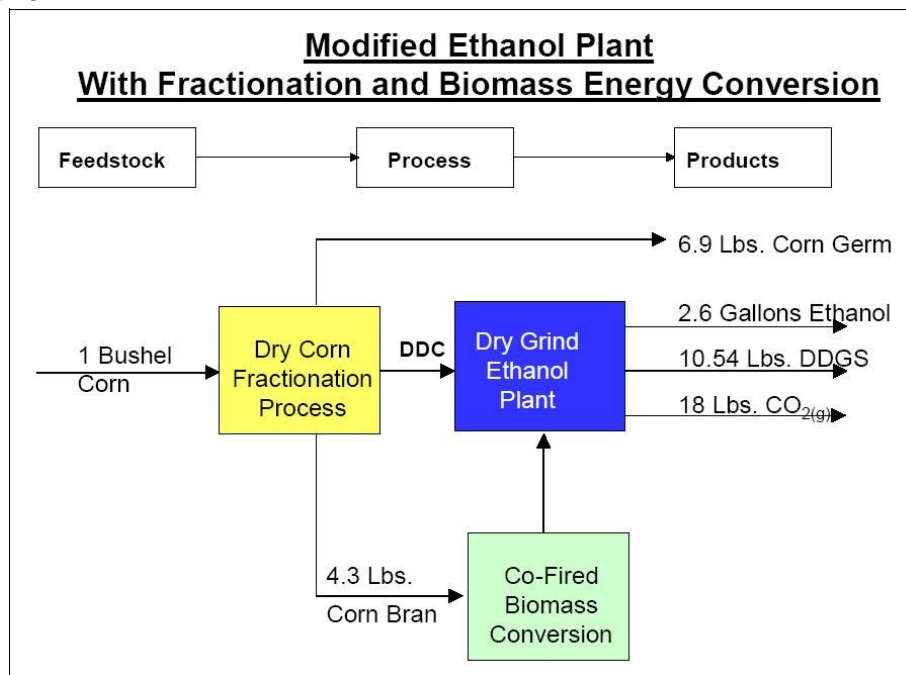 Modified Ethanol Plant
With Fractionation and Biomass Energy Conversion
Feedstock
Process
Products
6.9 Lbs. Corn Germ
1 Bushel
Corn
Dry Corn
Fractionation
Process
DDC
Dry Grind
Ethanol
Plant
2.6 Gallons Ethanol
10.54 Lbs. DDGS
18 Lbs. CO2(g)
4.3 Lbs.
Corn Bran
Co-Fired
Biomass
Conversion